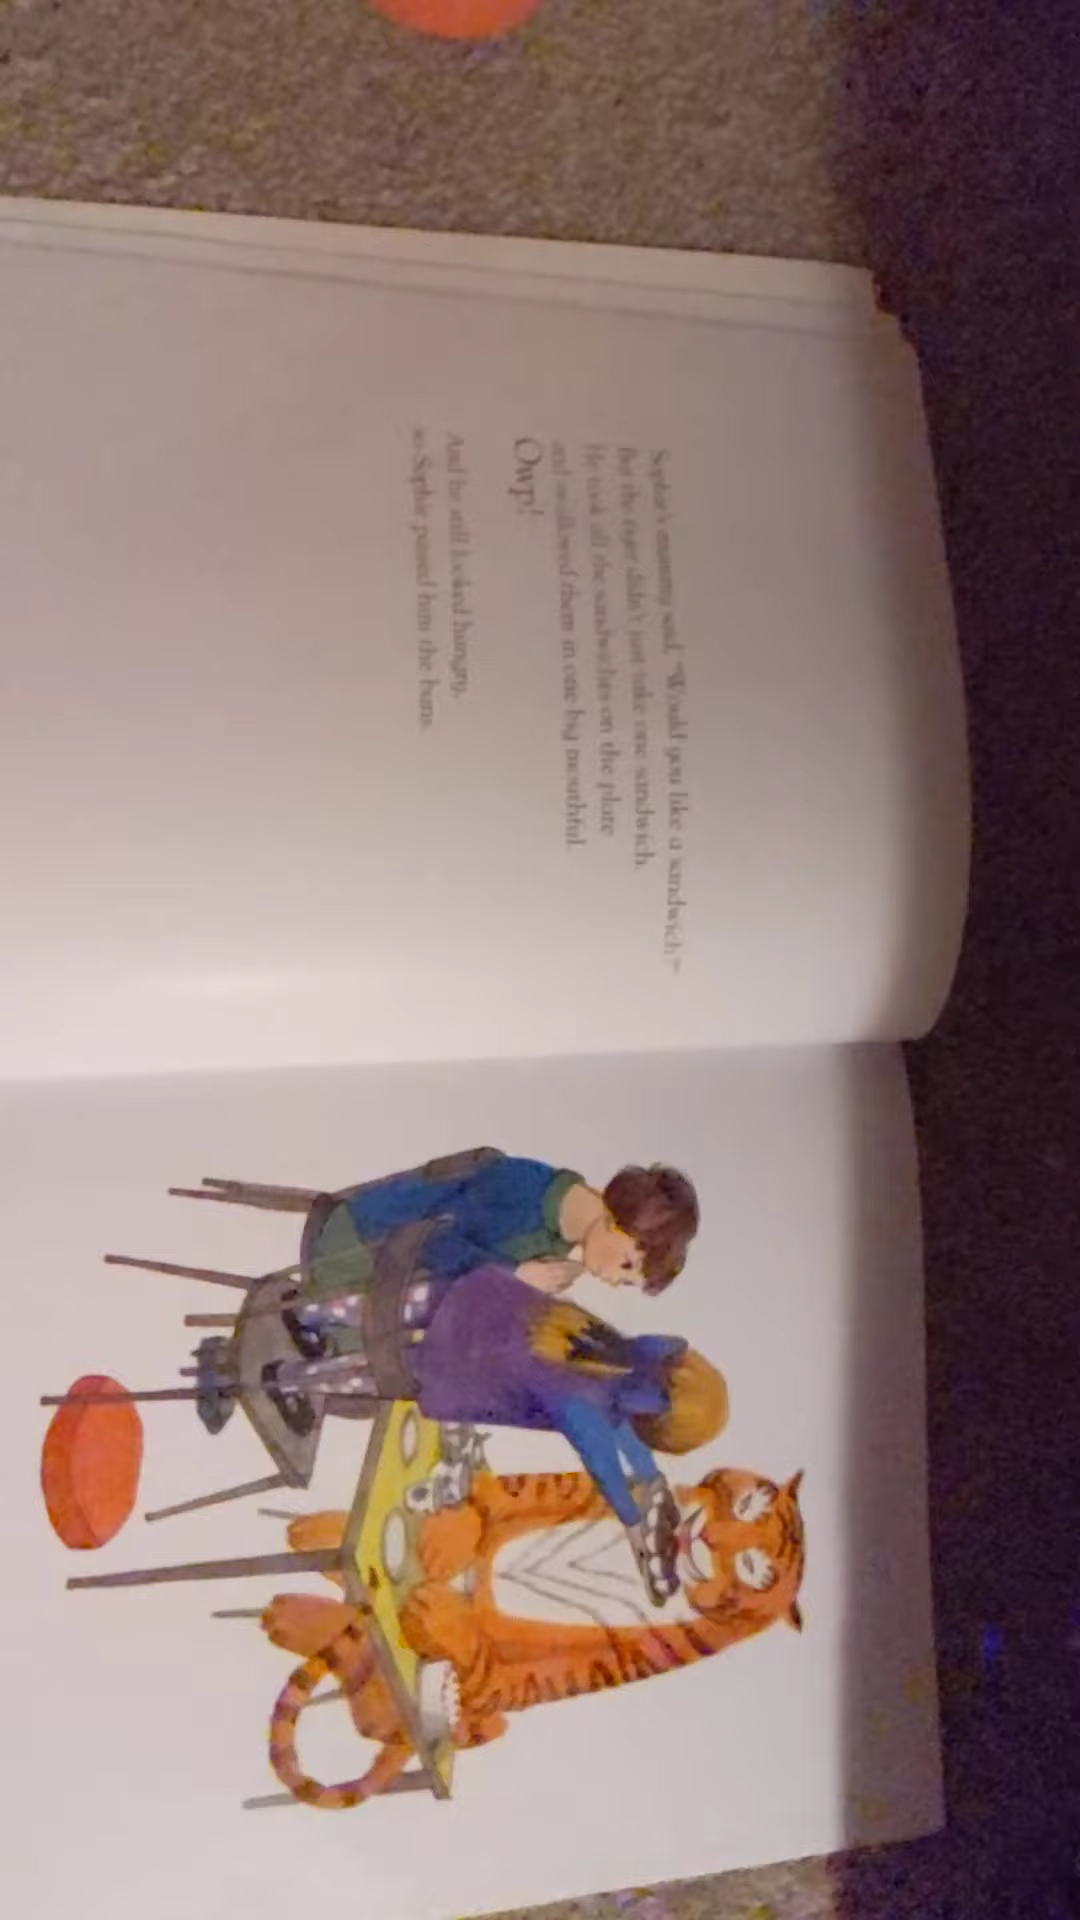 Sophie's mummy said, "Would you like a sandwich?"
But the tiger didn't just take one sandwich.
He took all the sandwiches on the plate
and swallowed them in one big mouthful.
Owp!
And he still looked hungry,
so Sophie passed him the buns.